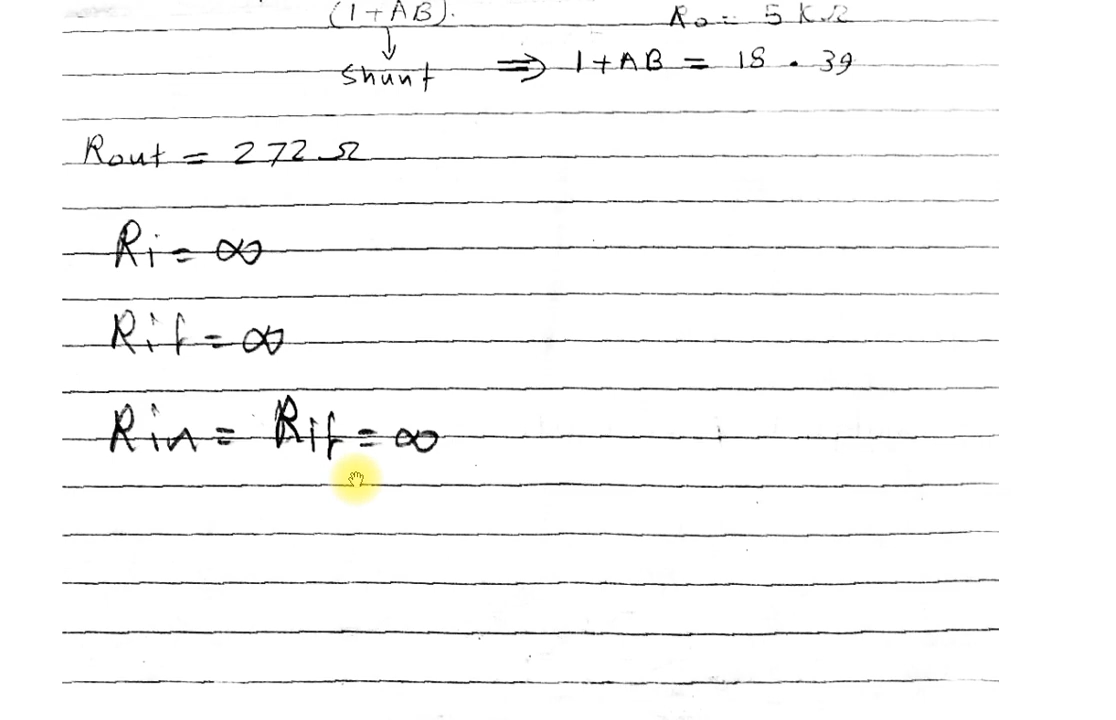 (1+AB). Ro = 5 KΩ
↓
Shunt ⇒ 1+AB = 18.39
Rout = 272 Ω
Ri = ∞
Rif = ∞
Rin = Rif = ∞